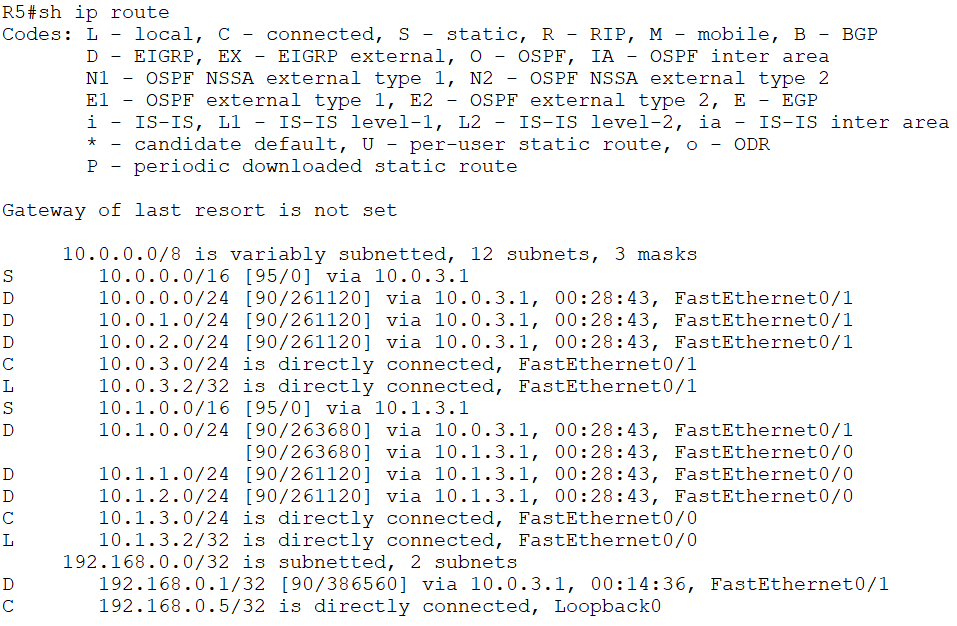 R5#sh ip route
Codes: L - local, C - connected, S - static, R - RIP, M - mobile, B - BGP
       D - EIGRP, EX - EIGRP external, O - OSPF, IA - OSPF inter area
       N1 - OSPF NSSA external type 1, N2 - OSPF NSSA external type 2
       E1 - OSPF external type 1, E2 - OSPF external type 2, E - EGP
       i - IS-IS, L1 - IS-IS level-1, L2 - IS-IS level-2, ia - IS-IS inter area
       * - candidate default, U - per-user static route, o - ODR
       P - periodic downloaded static route
Gateway of last resort is not set
     10.0.0.0/8 is variably subnetted, 12 subnets, 3 masks
S       10.0.0.0/16 [95/0] via 10.0.3.1
D       10.0.0.0/24 [90/261120] via 10.0.3.1, 00:28:43, FastEthernet0/1
D       10.0.1.0/24 [90/261120] via 10.0.3.1, 00:28:43, FastEthernet0/1
D       10.0.2.0/24 [90/261120] via 10.0.3.1, 00:28:43, FastEthernet0/1
C       10.0.3.0/24 is directly connected, FastEthernet0/1
L       10.0.3.2/32 is directly connected, FastEthernet0/1
S       10.1.0.0/16 [95/0] via 10.1.3.1
D       10.1.0.0/24 [90/263680] via 10.0.3.1, 00:28:43, FastEthernet0/1
                    [90/263680] via 10.1.3.1, 00:28:43, FastEthernet0/0
D       10.1.1.0/24 [90/261120] via 10.1.3.1, 00:28:43, FastEthernet0/0
D       10.1.2.0/24 [90/261120] via 10.1.3.1, 00:28:43, FastEthernet0/0
C       10.1.3.0/24 is directly connected, FastEthernet0/0
L       10.1.3.2/32 is directly connected, FastEthernet0/0
     192.168.0.0/32 is subnetted, 2 subnets
D       192.168.0.1/32 [90/386560] via 10.0.3.1, 00:14:36, FastEthernet0/1
C       192.168.0.5/32 is directly connected, Loopback0